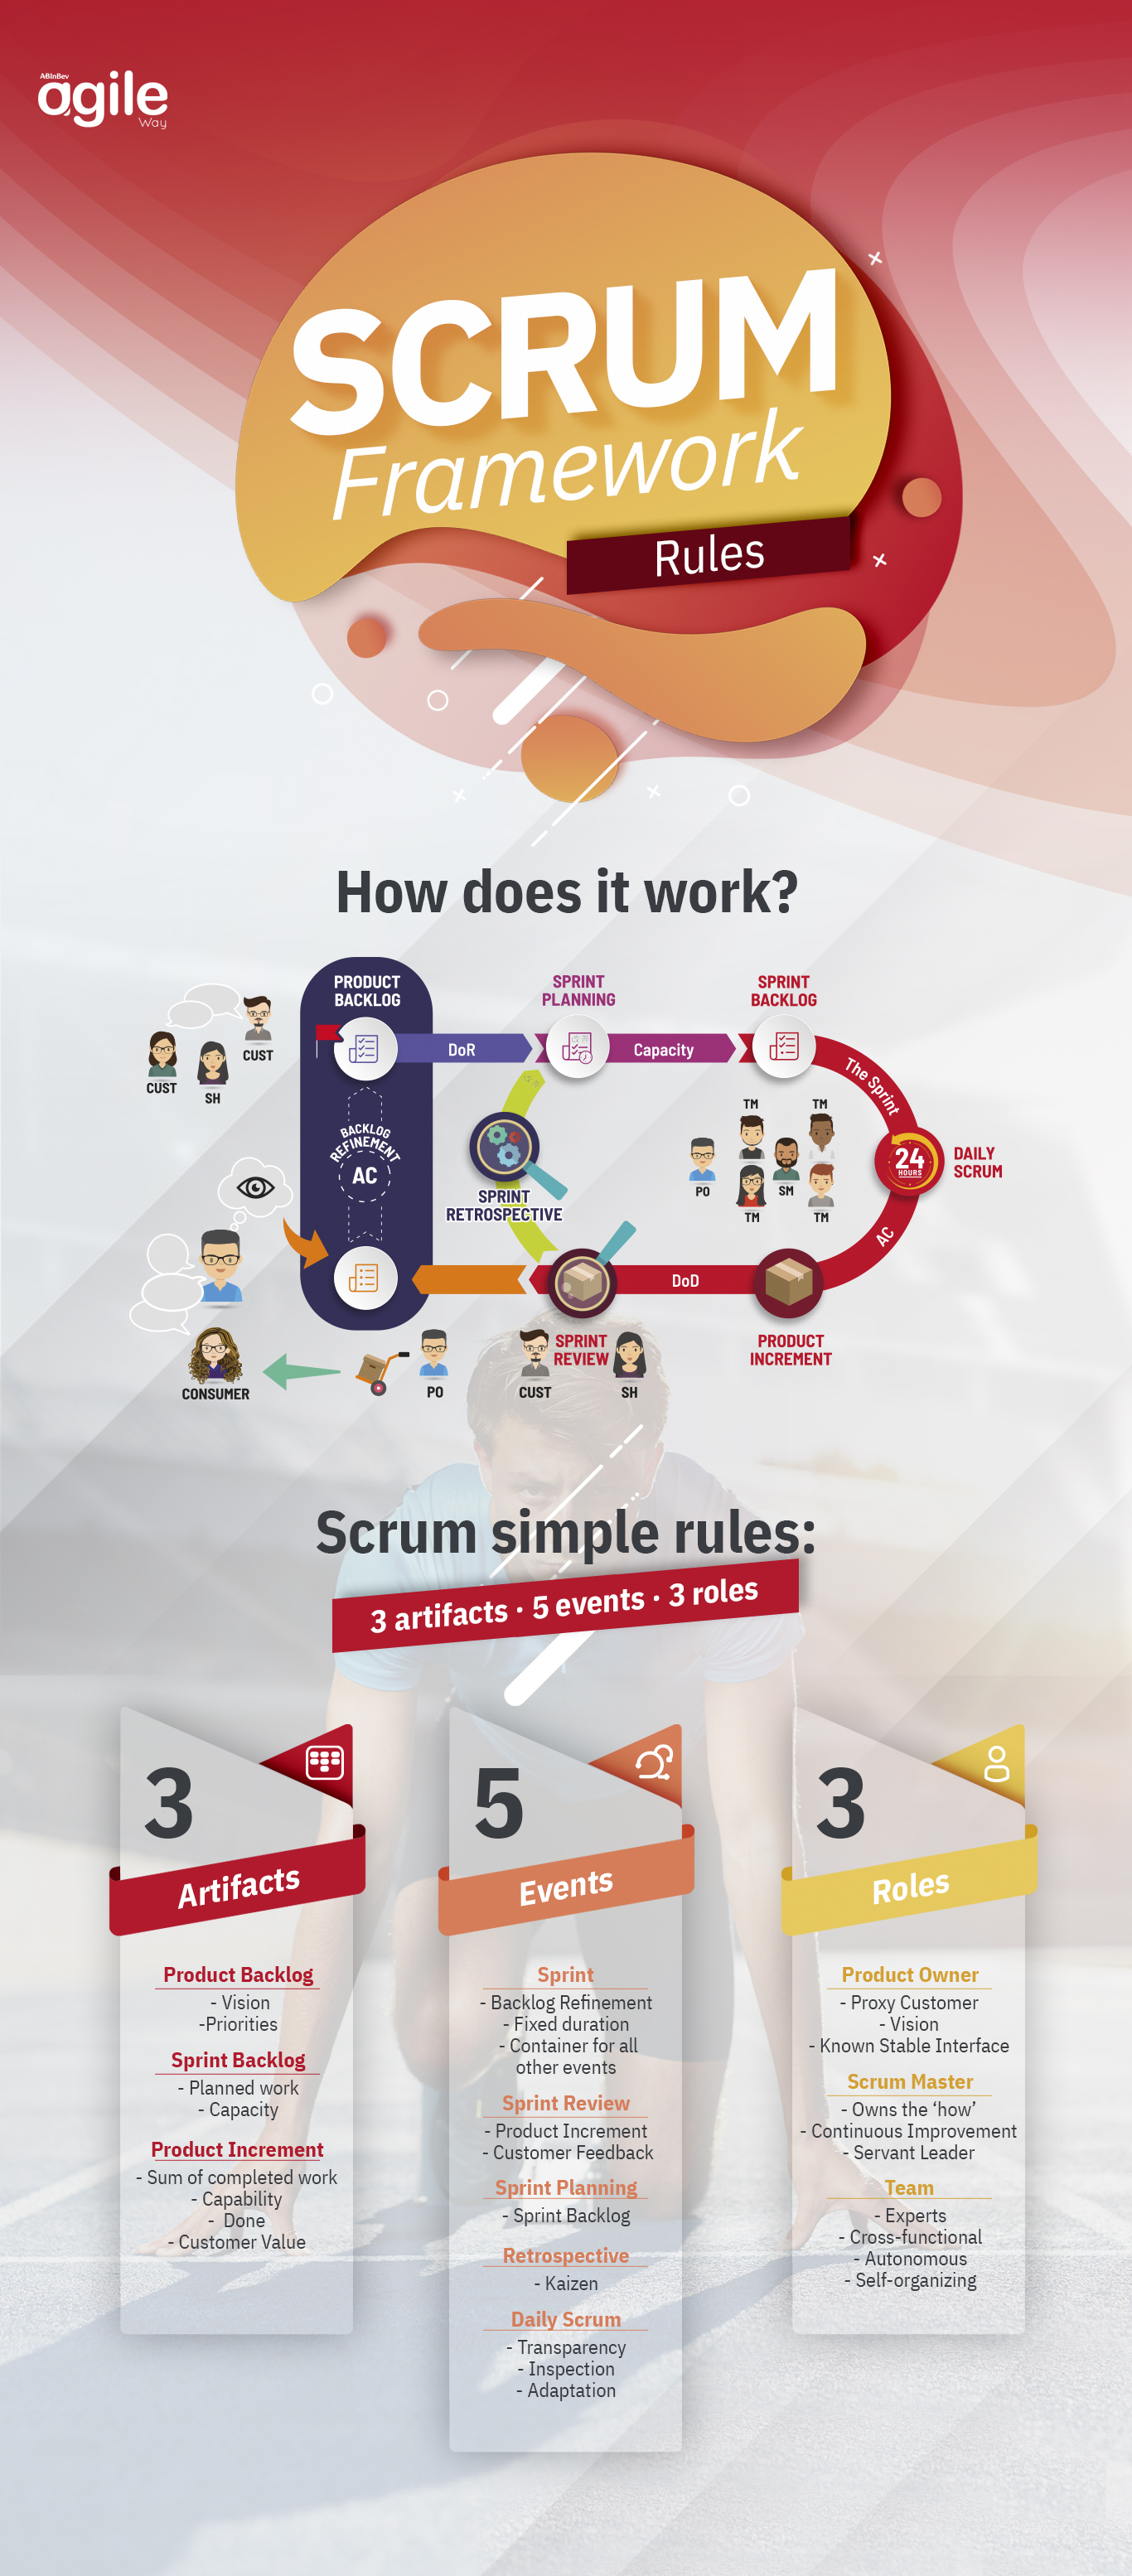 ABInBev
agile
Way
SCRUM
Framework
Rules
How does it work?
PRODUCT
BACKLOG
SPRINT
PLANNING
SPRINT
BACKLOG
DoR
Capacity
The Sprint
CUST
CUST
SH
BACKLOG
REFINEMENT
AC
SPRINT
RETROSPECTIVE
TM
TM
PO
SM
TM
TM
24
HOURS
DAILY
SCRUM
AC
DoD
SPRINT
REVIEW
PRODUCT
INCREMENT
CONSUMER
PO
CUST
SH
Scrum simple rules:
3 artifacts · 5 events · 3 roles
3
Artifacts
Product Backlog
- Vision
-Priorities
Sprint Backlog
- Planned work
- Capacity
Product Increment
- Sum of completed work
- Capability
- Done
- Customer Value
5
Events
Sprint
- Backlog Refinement
- Fixed duration
- Container for all
other events
Sprint Review
- Product Increment
- Customer Feedback
Sprint Planning
- Sprint Backlog
Retrospective
- Kaizen
Daily Scrum
- Transparency
- Inspection
- Adaptation
3
Roles
Product Owner
- Proxy Customer
- Vision
- Known Stable Interface
Scrum Master
- Owns the ‘how’
- Continuous Improvement
- Servant Leader
Team
- Experts
- Cross-functional
- Autonomous
- Self-organizing